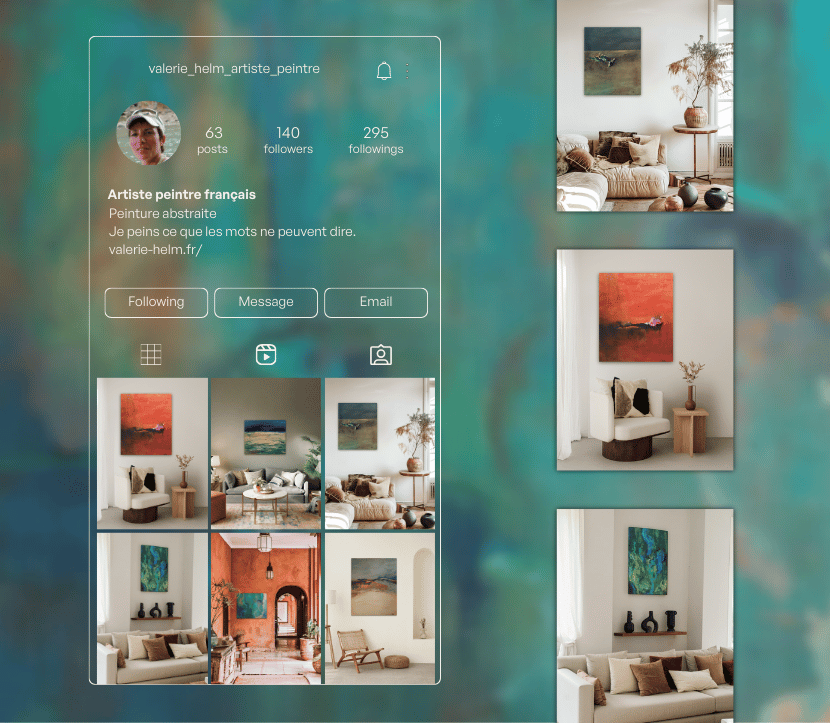 valerie_helm_artiste_peintre
63 140 295
posts followers followings
Artiste peintre français
Peinture abstraite
Je peins ce que les mots ne peuvent dire.
valerie-helm.fr/
Following Message Email